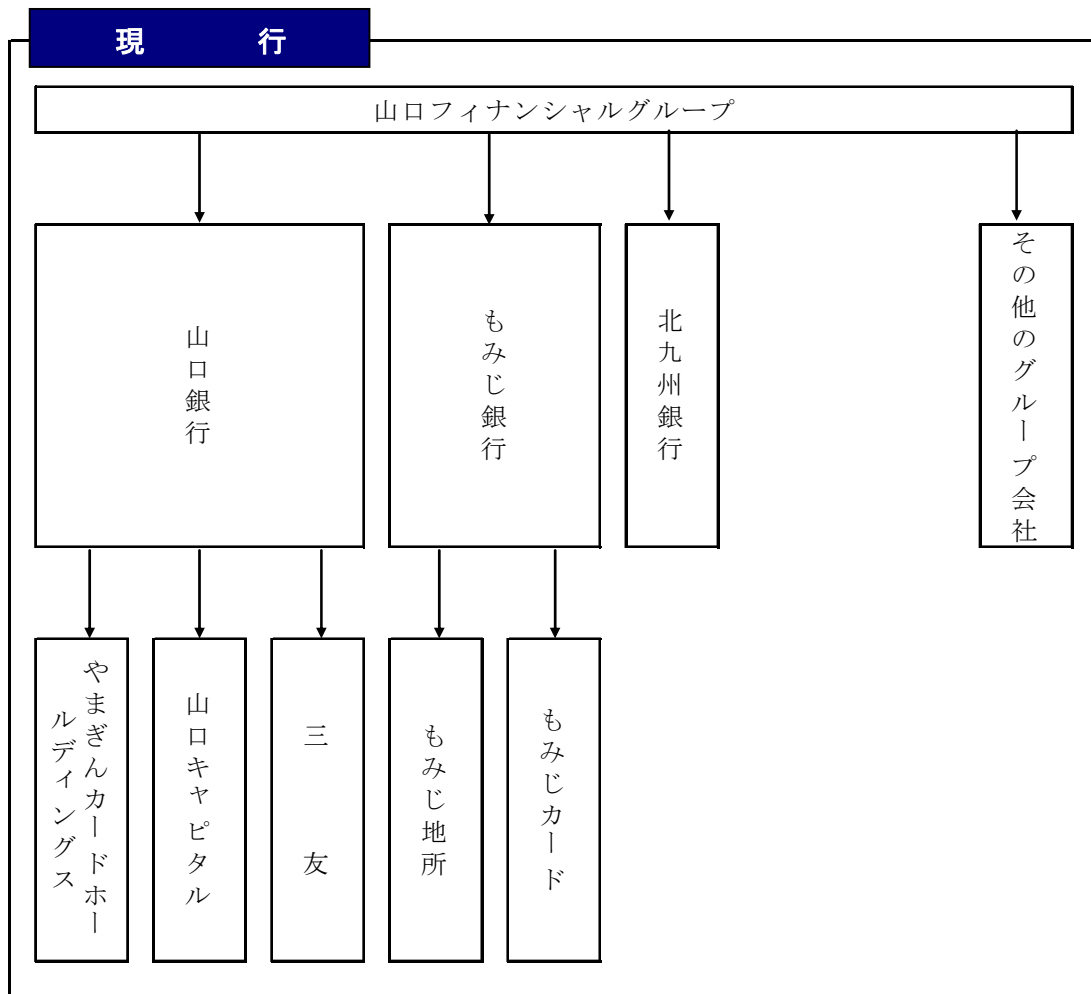 現 行
山口フィナンシャルグループ
山口銀行
もみじ銀行
北九州銀行
その他のグループ会社
やまぎんカードホー
ルディングス
山口キャピタル
三 友
もみじ地所
もみじカード